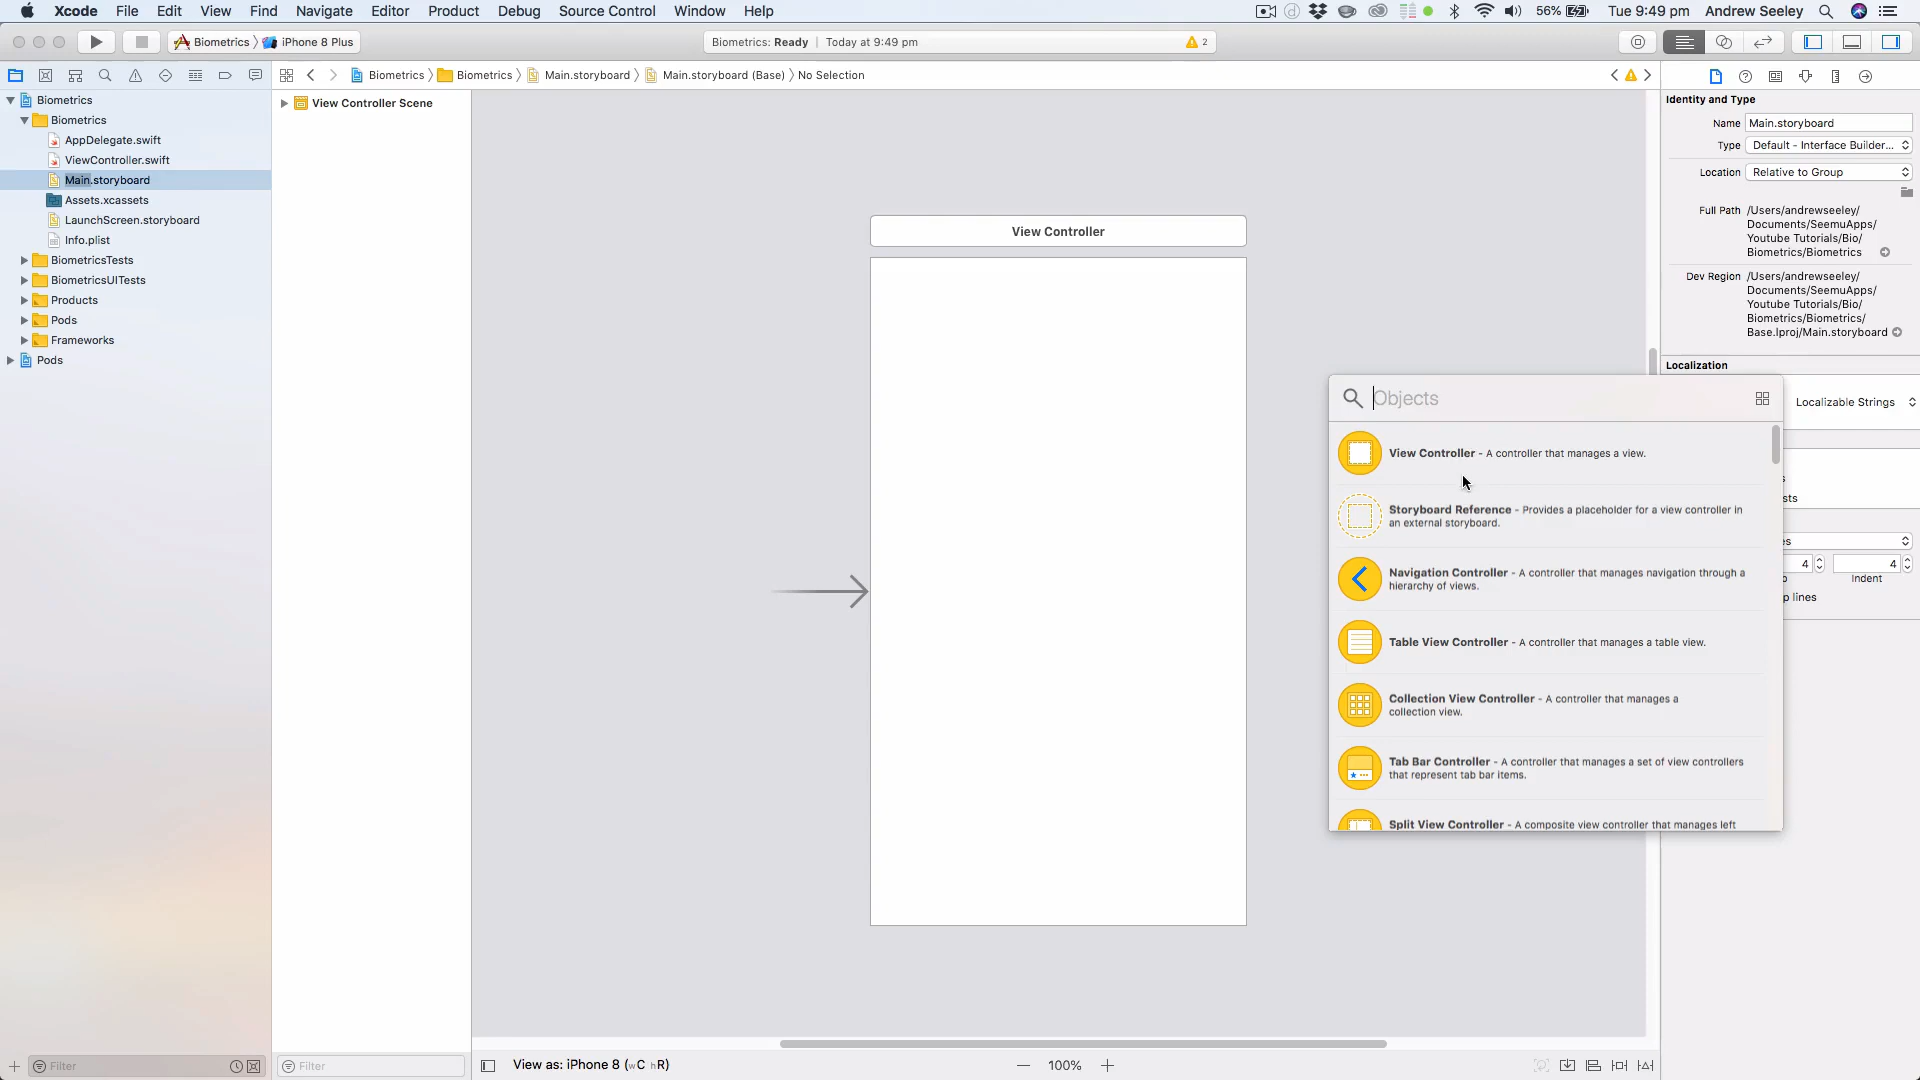 Xcode File Edit View Find Navigate Editor Product Debug Source Control Window Help
56% Tue 9:49 pm Andrew Seeley
Biometrics iPhone 8 Plus
Biometrics: Ready | Today at 9:49 pm
2
Biometrics Biometrics Main.storyboard Main.storyboard (Base) No Selection
Biometrics
Biometrics
AppDelegate.swift
ViewController.swift
Main.storyboard
Assets.xcassets
LaunchScreen.storyboard
Info.plist
BiometricsTests
BiometricsUITests
Products
Pods
Frameworks
Pods
Filter
View Controller Scene
Filter
View Controller
View as: iPhone 8 (wC hR)
100%
Objects
View Controller - A controller that manages a view.
Storyboard Reference - Provides a placeholder for a view controller in
an external storyboard.
Navigation Controller - A controller that manages navigation through a
hierarchy of views.
Table View Controller - A controller that manages a table view.
Collection View Controller - A controller that manages a
collection view.
Tab Bar Controller - A controller that manages a set of view controllers
that represent tab bar items.
Split View Controller - A composite view controller that manages left
Identity and Type
Name Main.storyboard
Type Default - Interface Builder...
Location Relative to Group
Full Path /Users/andrewseeley/
Documents/SeemuApps/
Youtube Tutorials/Bio/
Biometrics/Biometrics
Dev Region /Users/andrewseeley/
Documents/SeemuApps/
Youtube Tutorials/Bio/
Biometrics/Biometrics/
Base.lproj/Main.storyboard
Localization
Localizable Strings
s
sts
es
4 4
Indent
p lines